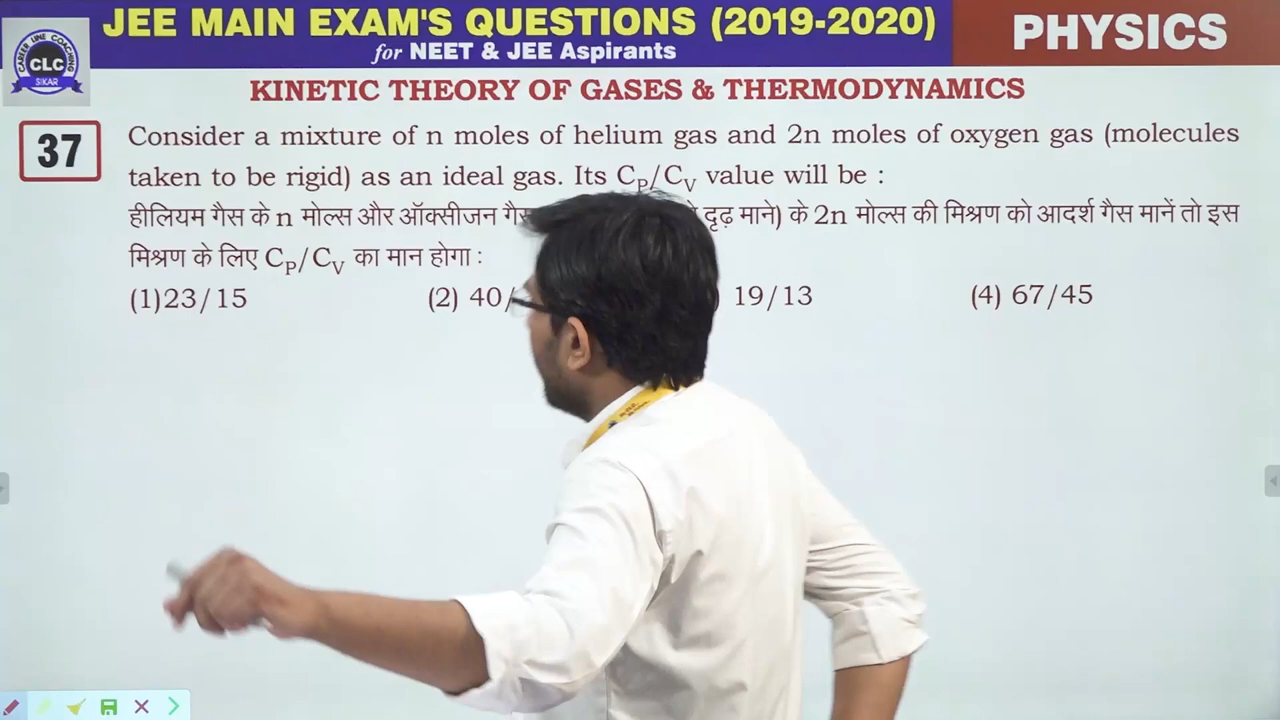 JEE MAIN EXAM'S QUESTIONS (2019-2020)
for NEET & JEE Aspirants
PHYSICS
CAREER LINE COACHING
CLC
SIKAR
KINETIC THEORY OF GASES & THERMODYNAMICS
37
Consider a mixture of n moles of helium gas and 2n moles of oxygen gas (molecules
taken to be rigid) as an ideal gas. Its CP/CV value will be :
हीलियम गैस के n मोल्स और ऑक्सीजन दृढ़ माने) के 2n मोल्स की मिश्रण को आदर्श गैस मानें तो इस
मिश्रण के लिए CP/CV का मान होगा :
(1)23/15 (2) 40/ 19/13 (4) 67/45